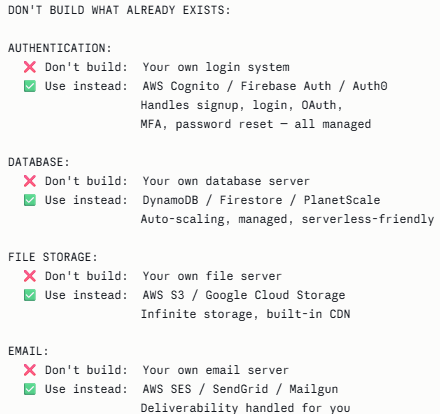 DON'T BUILD WHAT ALREADY EXISTS:
AUTHENTICATION:
❌ Don't build: Your own login system
✅ Use instead: AWS Cognito / Firebase Auth / Auth0
Handles signup, login, OAuth,
MFA, password reset — all managed
DATABASE:
❌ Don't build: Your own database server
✅ Use instead: DynamoDB / Firestore / PlanetScale
Auto-scaling, managed, serverless-friendly
FILE STORAGE:
❌ Don't build: Your own file server
✅ Use instead: AWS S3 / Google Cloud Storage
Infinite storage, built-in CDN
EMAIL:
❌ Don't build: Your own email server
✅ Use instead: AWS SES / SendGrid / Mailgun
Deliverability handled for you